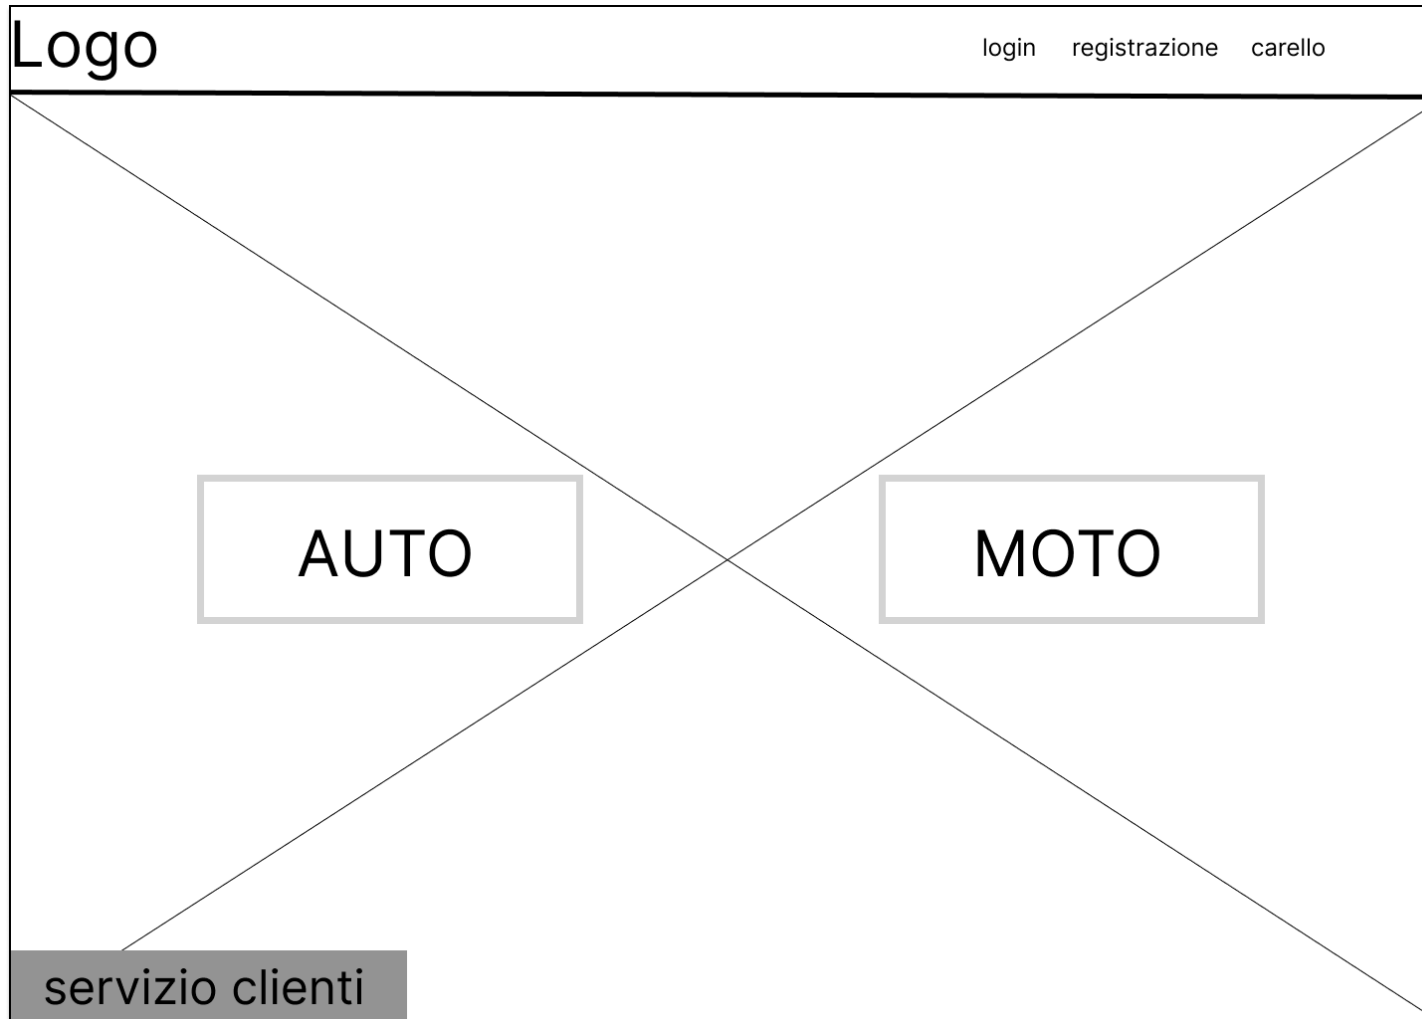 Logo
login registrazione carello
AUTO
MOTO
servizio clienti